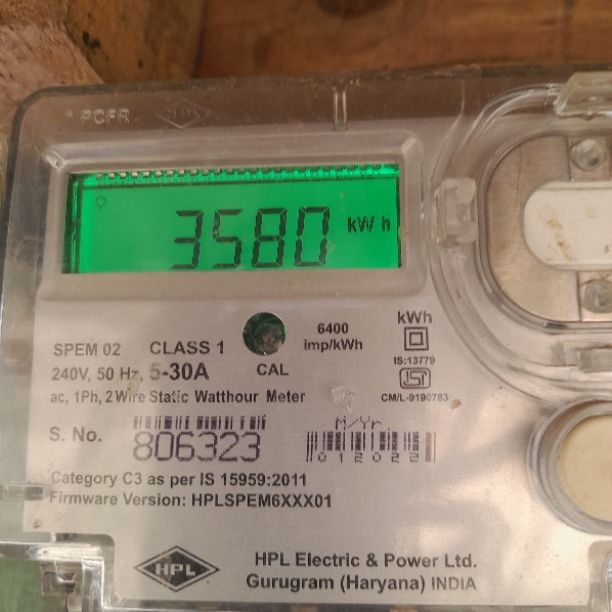 PCFR
3580 kWh
SPEM 02 CLASS 1
240V, 50 Hz, 5-30A
ac, 1Ph, 2 Wire Static Watthour Meter
CAL
6400
imp/kWh
kWh
IS:13779
ISI
CM/L-9190783
S. No. 806323
M/Yr.
012022
Category C3 as per IS 15959:2011
Firmware Version: HPLSPEM6XXX01
HPL
HPL Electric & Power Ltd.
Gurugram (Haryana) INDIA